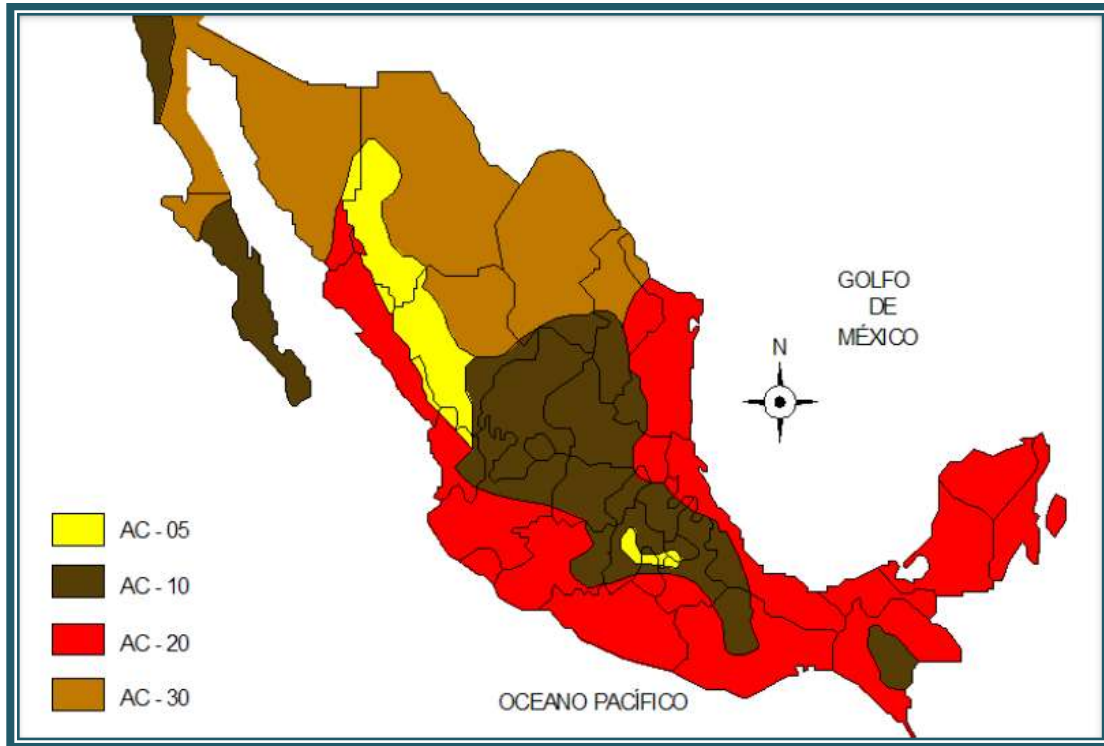 GOLFO
DE
MÉXICO
N
AC - 05
AC - 10
AC - 20
AC - 30
OCEANO PACÍFICO